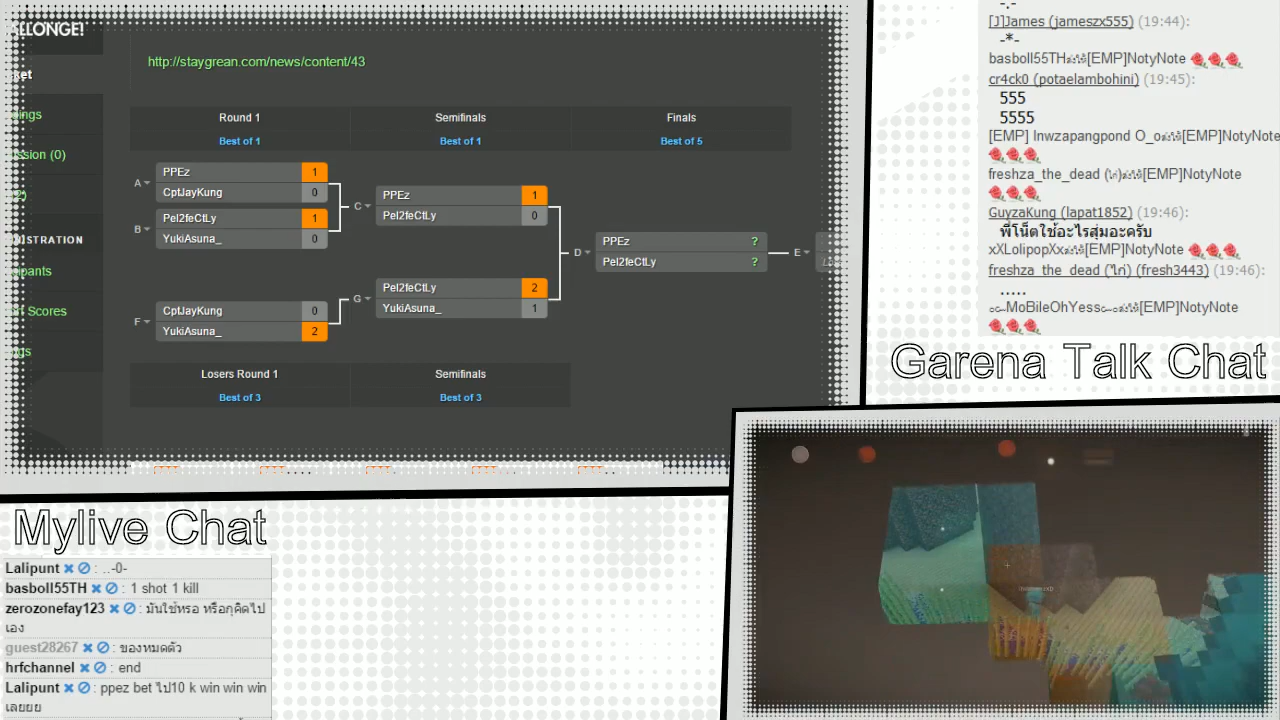 LLONGE!
http://staygrean.com/news/content/43
Round 1
Semifinals
Finals
Best of 1
Best of 1
Best of 5
A
PPEz 1
CptJayKung 0
B
Pel2feCtLy 1
YukiAsuna_ 0
C
PPEz 1
Pel2feCtLy 0
D
PPEz ?
Pel2feCtLy ?
E
F
CptJayKung 0
YukiAsuna_ 2
G
Pel2feCtLy 2
YukiAsuna_ 1
Losers Round 1
Semifinals
Best of 3
Best of 3
[J]James (jameszx555) (19:44):
-*-
basboll55TH [EMP]NotyNote
cr4ck0 (potaelambohini) (19:45):
555
5555
[EMP] lnwzapangpond O_o [EMP]NotyNote
freshza_the_dead [EMP]NotyNote
GuyzaKung (lapat1852) (19:46):
พี่โน๊ตใช้อะไรสุ่มอะครับ
xXLolipopXx [EMP]NotyNote
freshza_the_dead (ไก่) (fresh3443) (19:46):
.....
MoBileOhYess [EMP]NotyNote
Garena Talk Chat
Mylive Chat
Lalipunt : ..-0-
basboll55TH : 1 shot 1 kill
zerozonefay123 : มันใช้หรอ หรือกุคิดไป
เอง
guest28267 : ของหมดตัว
hrfchannel : end
Lalipunt : ppez bet ไป10 k win win win
เลยยย